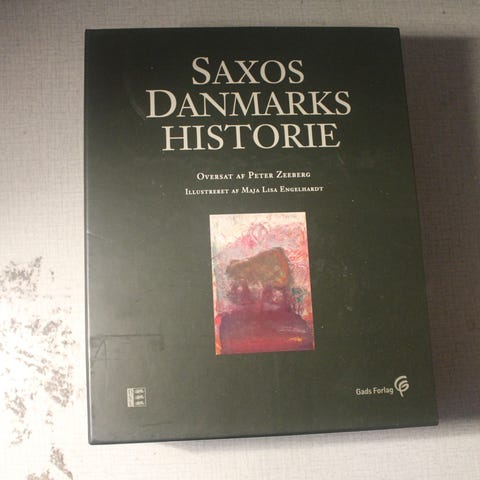 SAXOS
DANMARKS
HISTORIE
OVERSAT AF PETER ZEEBERG
ILLUSTRERET AF MAJA LISA ENGELHARDT
Gads Forlag